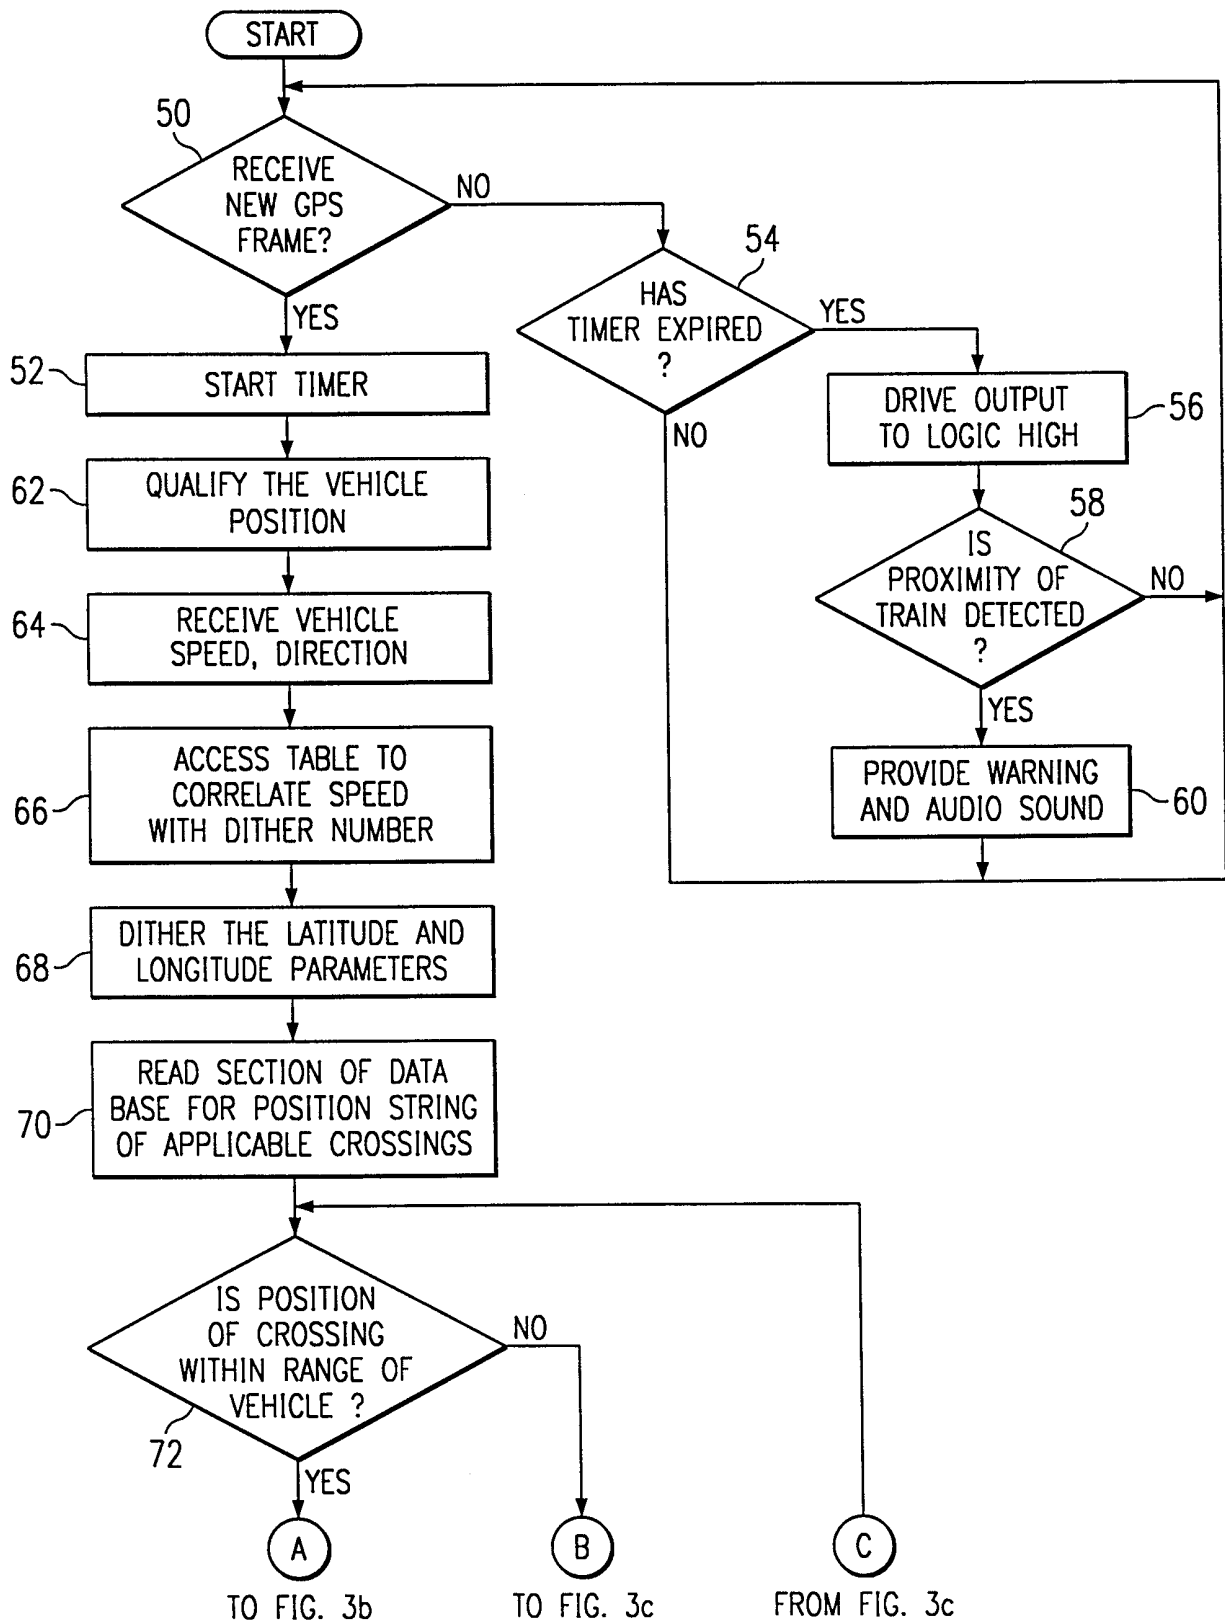 START
50
RECEIVE
NEW GPS
FRAME?
NO
YES
54
HAS
TIMER EXPIRED
?
YES
NO
52
START TIMER
DRIVE OUTPUT
TO LOGIC HIGH
56
62
QUALIFY THE VEHICLE
POSITION
58
IS
PROXIMITY OF
TRAIN DETECTED
?
NO
YES
64
RECEIVE VEHICLE
SPEED, DIRECTION
66
ACCESS TABLE TO
CORRELATE SPEED
WITH DITHER NUMBER
PROVIDE WARNING
AND AUDIO SOUND
60
68
DITHER THE LATITUDE AND
LONGITUDE PARAMETERS
70
READ SECTION OF DATA
BASE FOR POSITION STRING
OF APPLICABLE CROSSINGS
IS POSITION
OF CROSSING
WITHIN RANGE OF
VEHICLE ?
NO
72
YES
A
TO FIG. 3b
B
TO FIG. 3c
C
FROM FIG. 3c